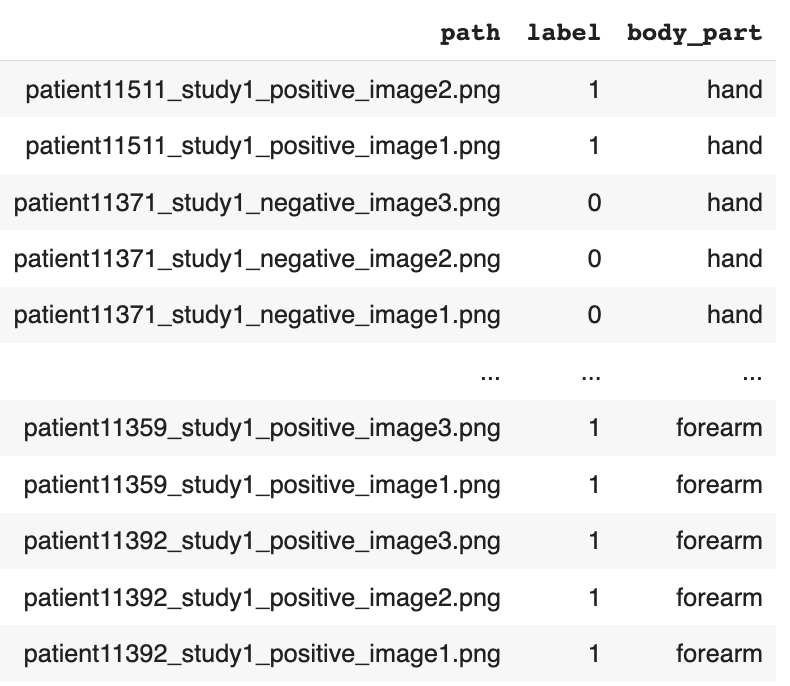 path label body_part
patient11511_study1_positive_image2.png 1 hand
patient11511_study1_positive_image1.png 1 hand
patient11371_study1_negative_image3.png 0 hand
patient11371_study1_negative_image2.png 0 hand
patient11371_study1_negative_image1.png 0 hand
... ... ...
patient11359_study1_positive_image3.png 1 forearm
patient11359_study1_positive_image1.png 1 forearm
patient11392_study1_positive_image3.png 1 forearm
patient11392_study1_positive_image2.png 1 forearm
patient11392_study1_positive_image1.png 1 forearm